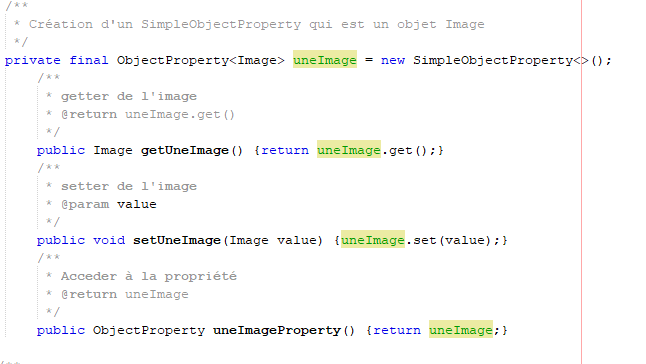 /**
* Création d'un SimpleObjectProperty qui est un objet Image
*/
private final ObjectProperty<Image> uneImage = new SimpleObjectProperty<>();
/**
* getter de l'image
* @return uneImage.get()
*/
public Image getUneImage() {return uneImage.get();}
/**
* setter de l'image
* @param value
*/
public void setUneImage(Image value) {uneImage.set(value);}
/**
* Acceder à la propriété
* @return uneImage
*/
public ObjectProperty uneImageProperty() {return uneImage;}
/**